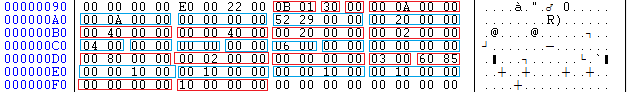 00000090 00 00 00 00 E0 00 22 00 0B 01 30 00 00 0A 00 00 .....à."..♂.0.....
000000A0 00 0A 00 00 00 00 00 00 52 29 00 00 00 20 00 00 ........R)... ..
000000B0 00 40 00 00 00 00 40 00 00 20 00 00 00 02 00 00 .@....@.. ......
000000C0 04 00 00 00 00 00 00 00 06 00 00 00 00 00 00 00
000000D0 00 80 00 00 00 02 00 00 00 00 00 00 03 00 60 85
000000E0 00 00 10 00 00 10 00 00 00 00 10 00 00 10 00 00
000000F0 00 00 00 00 10 00 00 00 00 00 00 00 00 00 00 00